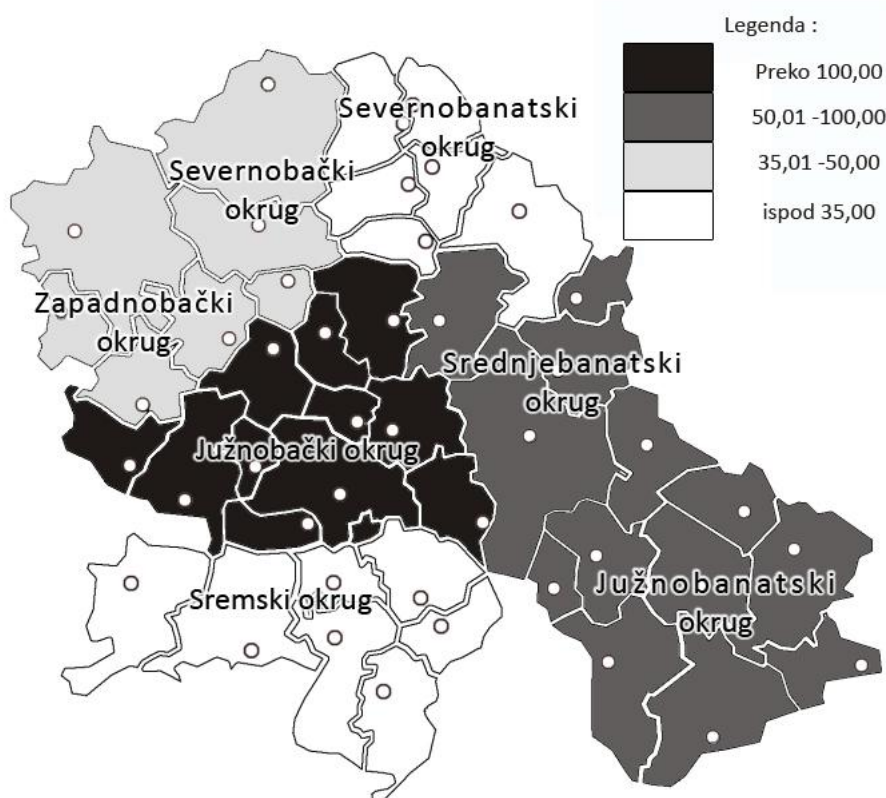 Legenda :
Preko 100,00
50,01 -100,00
35,01 -50,00
ispod 35,00
Severnobanatski
okrug
Severnobački
okrug
Zapadnobački
okrug
Srednjebanatski
okrug
Južnobački okrug
Sremski okrug
Južnobanatski
okrug